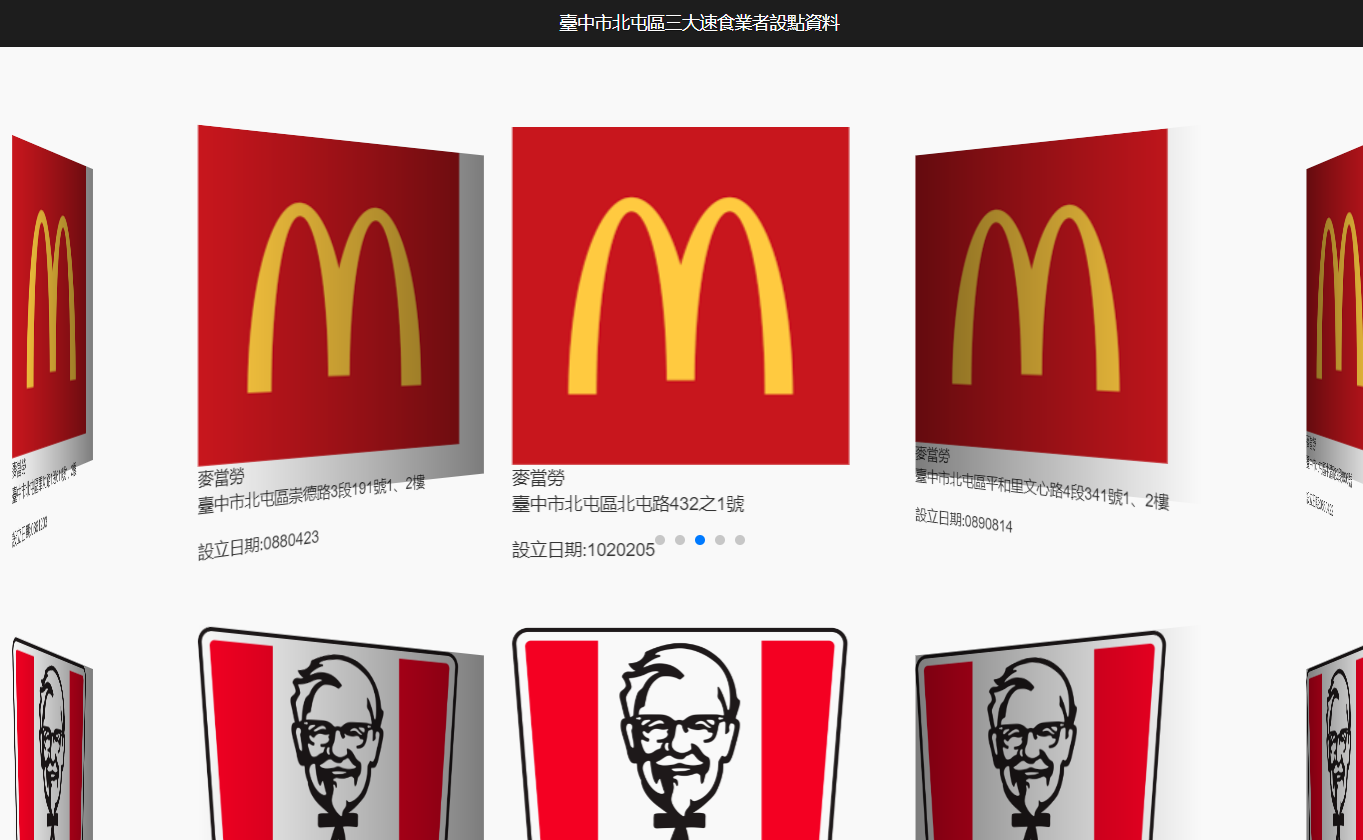 臺中市北屯區三大速食業者設點資料
麥當勞
臺中市北屯區崇德路3段191號1、2樓
設立日期:0880423
麥當勞
臺中市北屯區北屯路432之1號
設立日期:1020205
麥當勞
臺中市北屯區平和里文心路4段341號1、2樓
設立日期:0890814